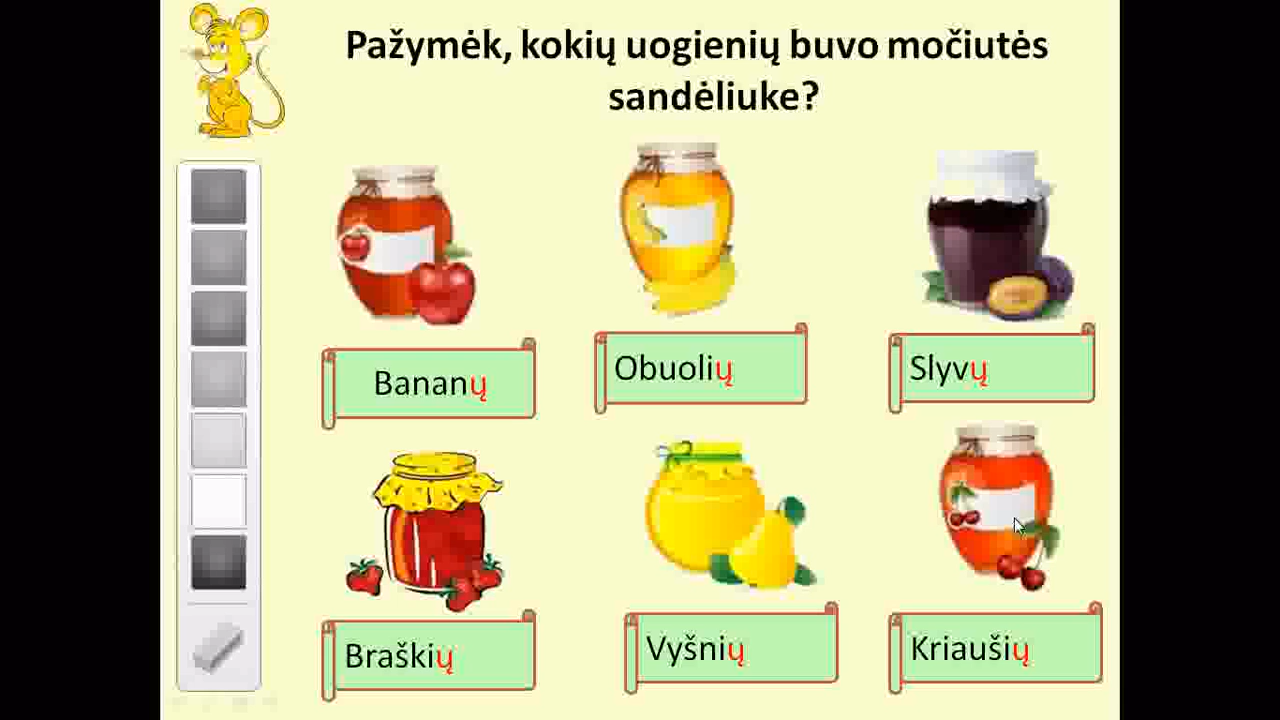 Pažymėk, kokių uogienių buvo močiutės
sandėliuke?
Bananų
Obuolių
Slyvų
Braškių
Vyšnių
Kriaušių